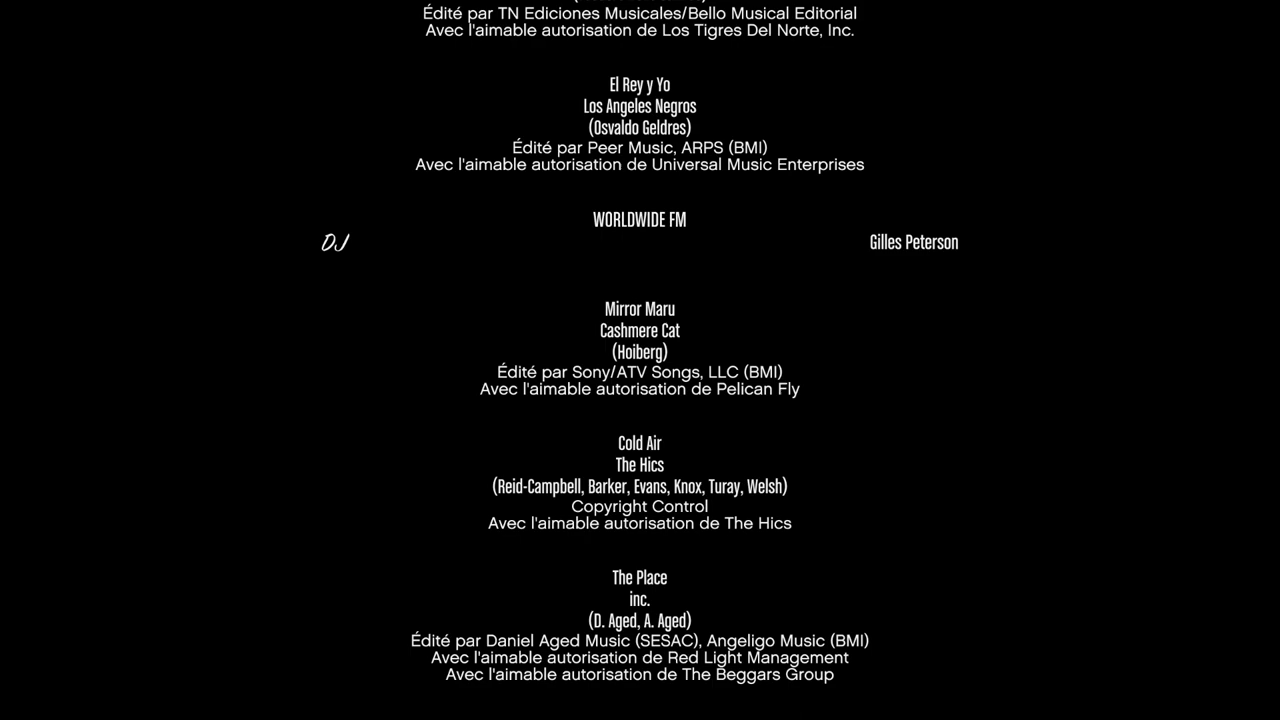 Édité par TN Ediciones Musicales/Bello Musical Editorial
Avec l'aimable autorisation de Los Tigres Del Norte, Inc.
El Rey y Yo
Los Angeles Negros
(Osvaldo Geldres)
Édité par Peer Music, ARPS (BMI)
Avec l'aimable autorisation de Universal Music Enterprises
WORLDWIDE FM
DJ Gilles Peterson
Mirror Maru
Cashmere Cat
(Hoiberg)
Édité par Sony/ATV Songs, LLC (BMI)
Avec l'aimable autorisation de Pelican Fly
Cold Air
The Hics
(Reid-Campbell, Barker, Evans, Knox, Turay, Welsh)
Copyright Control
Avec l'aimable autorisation de The Hics
The Place
inc.
(D. Aged, A. Aged)
Édité par Daniel Aged Music (SESAC), Angeligo Music (BMI)
Avec l'aimable autorisation de Red Light Management
Avec l'aimable autorisation de The Beggars Group